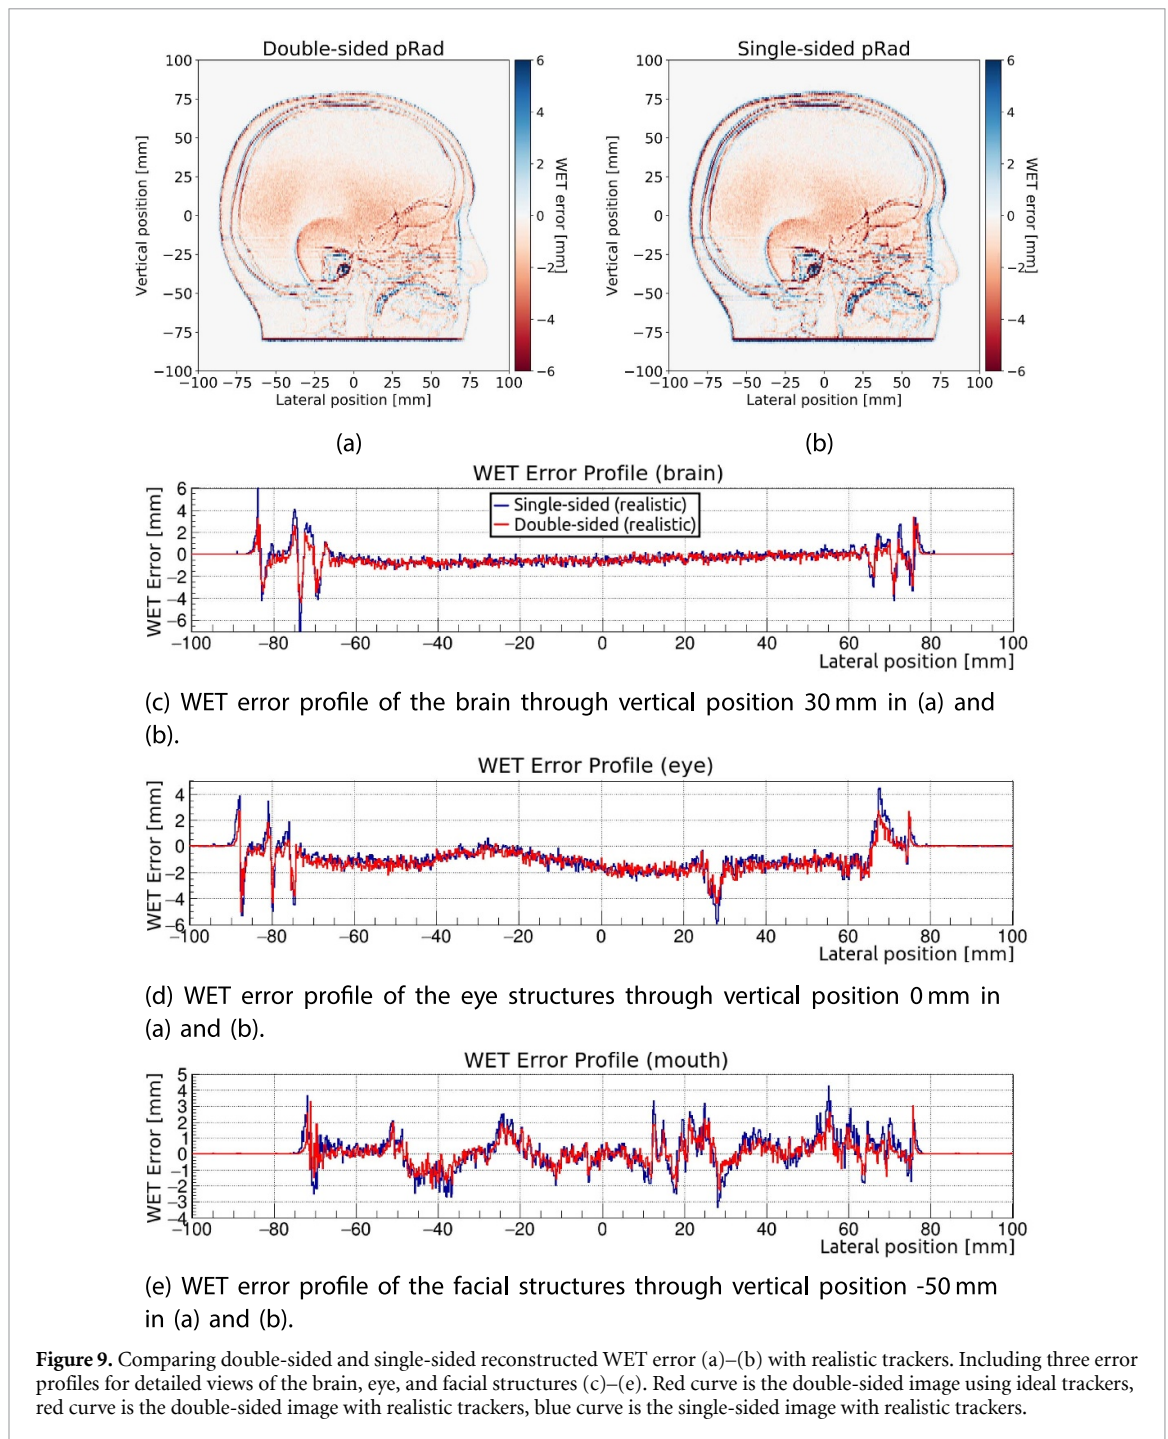 Double-sided pRad
Single-sided pRad
100
75
50
25
0
−25
−50
−75
−100
Vertical position [mm]
−100 −75 −50 −25 0 25 50 75 100
Lateral position [mm]
6
4
2
0
−2
−4
−6
WET error [mm]
100
75
50
25
0
−25
−50
−75
−100
Vertical position [mm]
−100 −75 −50 −25 0 25 50 75 100
Lateral position [mm]
6
4
2
0
−2
−4
−6
WET error [mm]
(a)
(b)
WET Error Profile (brain)
WET Error [mm]
6
4
2
0
−2
−4
−6
Single-sided (realistic)
Double-sided (realistic)
−100 −80 −60 −40 −20 0 20 40 60 80 100
Lateral position [mm]
(c) WET error profile of the brain through vertical position 30 mm in (a) and
(b).
WET Error Profile (eye)
WET Error [mm]
4
2
0
−2
−4
−6
−100 −80 −60 −40 −20 0 20 40 60 80 100
Lateral position [mm]
(d) WET error profile of the eye structures through vertical position 0 mm in
(a) and (b).
WET Error Profile (mouth)
WET Error [mm]
5
4
3
2
1
0
−1
−2
−3
−4
−100 −80 −60 −40 −20 0 20 40 60 80 100
Lateral position [mm]
(e) WET error profile of the facial structures through vertical position -50 mm
in (a) and (b).
Figure 9. Comparing double-sided and single-sided reconstructed WET error (a)–(b) with realistic trackers. Including three error
profiles for detailed views of the brain, eye, and facial structures (c)–(e). Red curve is the double-sided image using ideal trackers,
red curve is the double-sided image with realistic trackers, blue curve is the single-sided image with realistic trackers.